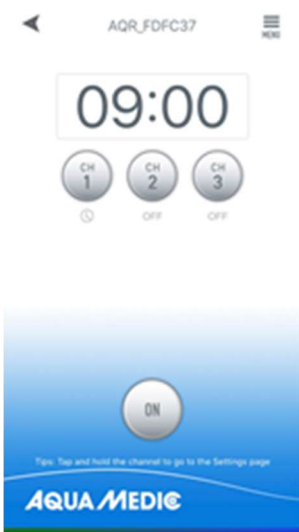 AQR_FDFC37
MENU
09:00
CH 1
CH 2
CH 3
OFF
OFF
ON
Tips: Tap and hold the channel to go to the Settings page
AQUA MEDIC